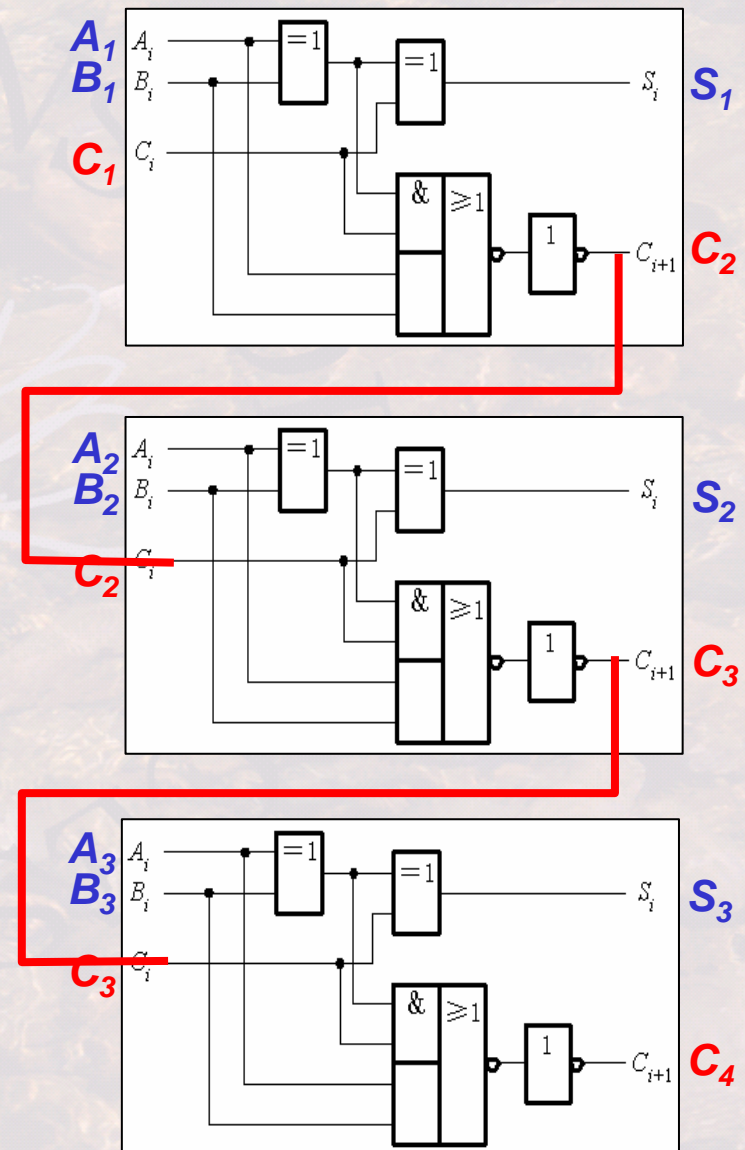 A1 Ai =1 =1
B1 Bi Si S1
C1 Ci
& ≥1
1 Ci+1 C2
A2 Ai =1 =1
B2 Bi Si S2
C2 Ci
& ≥1
1 Ci+1 C3
A3 Ai =1 =1
B3 Bi Si S3
C3 Ci
& ≥1
1 Ci+1 C4